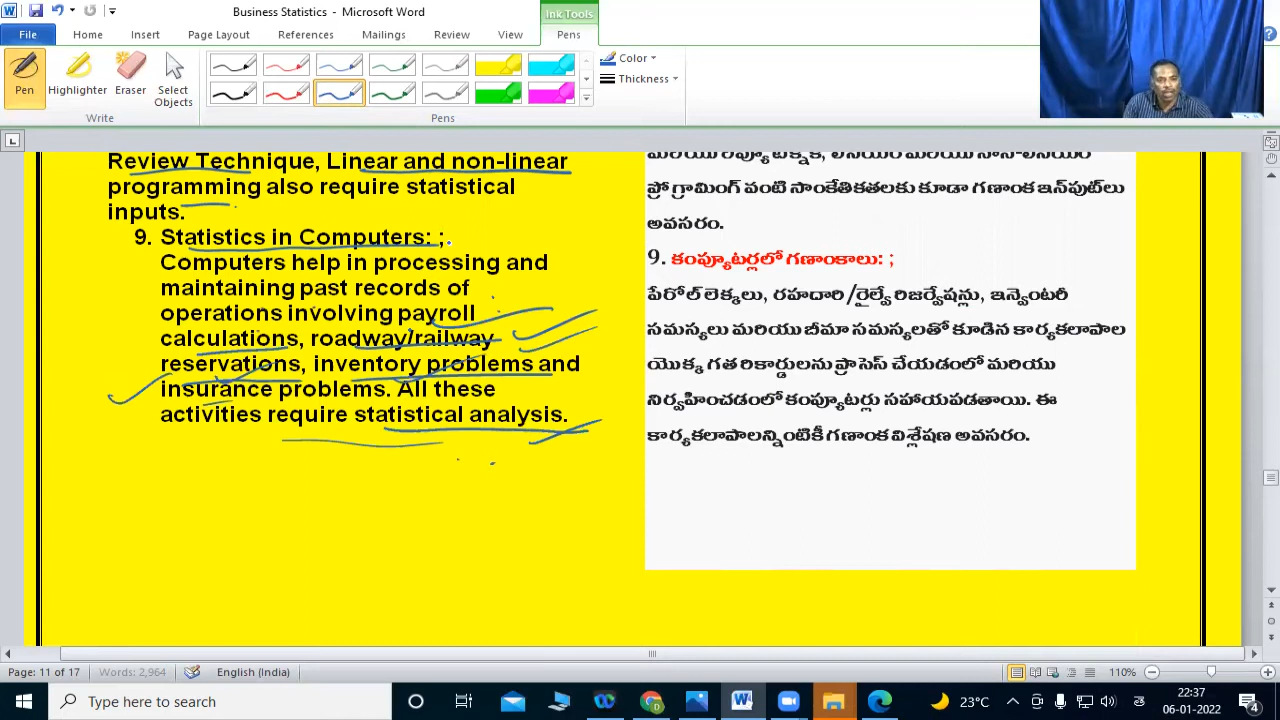 Business Statistics - Microsoft Word
Ink Tools
File
Home
Insert
Page Layout
References
Mailings
Review
View
Pens
Pen
Highlighter
Eraser
Select Objects
Color
Thickness
Write
Pens
Review Technique, Linear and non-linear
programming also require statistical
inputs.
9. Statistics in Computers: ;
Computers help in processing and
maintaining past records of
operations involving payroll
calculations, roadway/railway
reservations, inventory problems and
insurance problems. All these
activities require statistical analysis.
మరియు రివ్యూ టెక్నిక్, లీనియర్ మరియు నాన్-లీనియర్
ప్రోగ్రామింగ్ వంటి సాంకేతికతలకు కూడా గణాంక ఇన్‌పుట్‌లు
అవసరం.
9. కంప్యూటర్లలో గణాంకాలు: ;
పేరోల్ లెక్కలు, రహదారి/రైల్వే రిజర్వేషన్లు, ఇన్వెంటరీ
సమస్యలు మరియు బీమా సమస్యలతో కూడిన కార్యకలాపాల
యొక్క గత రికార్డులను ప్రాసెస్ చేయడంలో మరియు
నిర్వహించడంలో కంప్యూటర్లు సహాయపడతాయి. ఈ
కార్యకలాపాలన్నింటికీ గణాంక విశ్లేషణ అవసరం.
Page: 11 of 17
Words: 2,964
English (India)
110%
Type here to search
23°C
22:37
06-01-2022
4